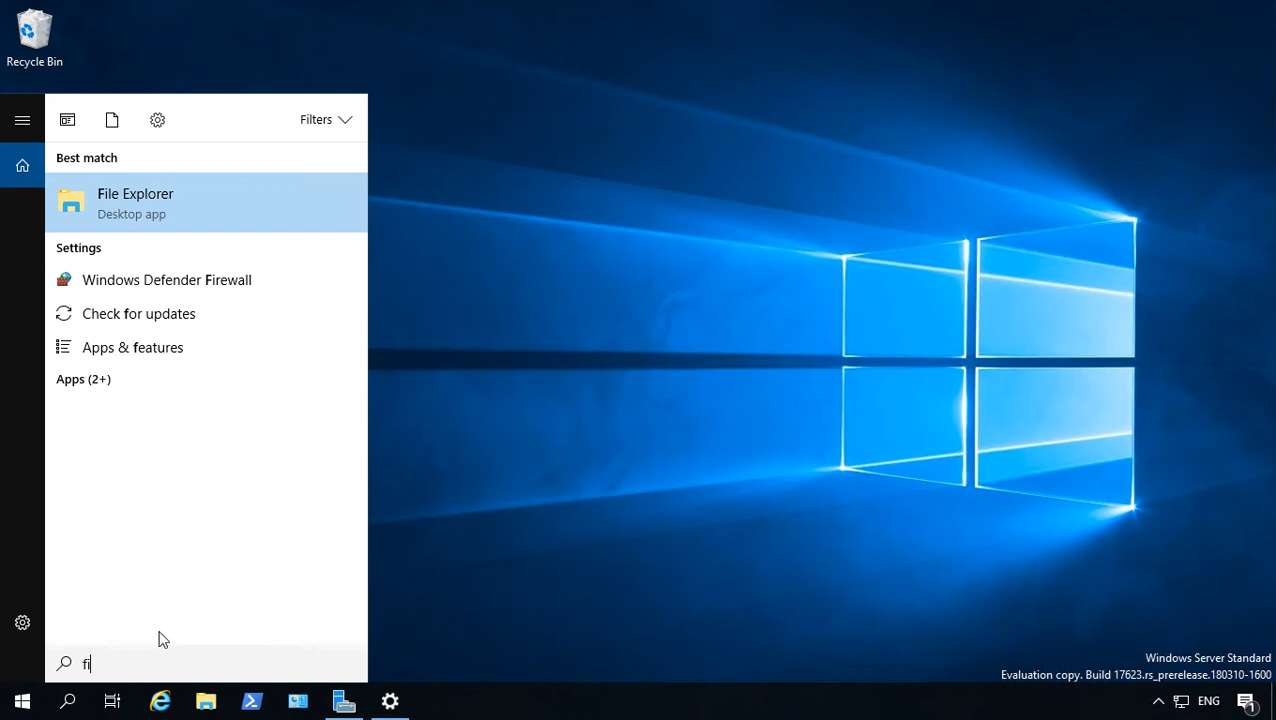 Recycle Bin
Filters
Best match
File Explorer
Desktop app
Settings
Windows Defender Firewall
Check for updates
Apps & features
Apps (2+)
fi
Windows Server Standard
Evaluation copy. Build 17623.rs_prerelease.180310-1600
ENG
1